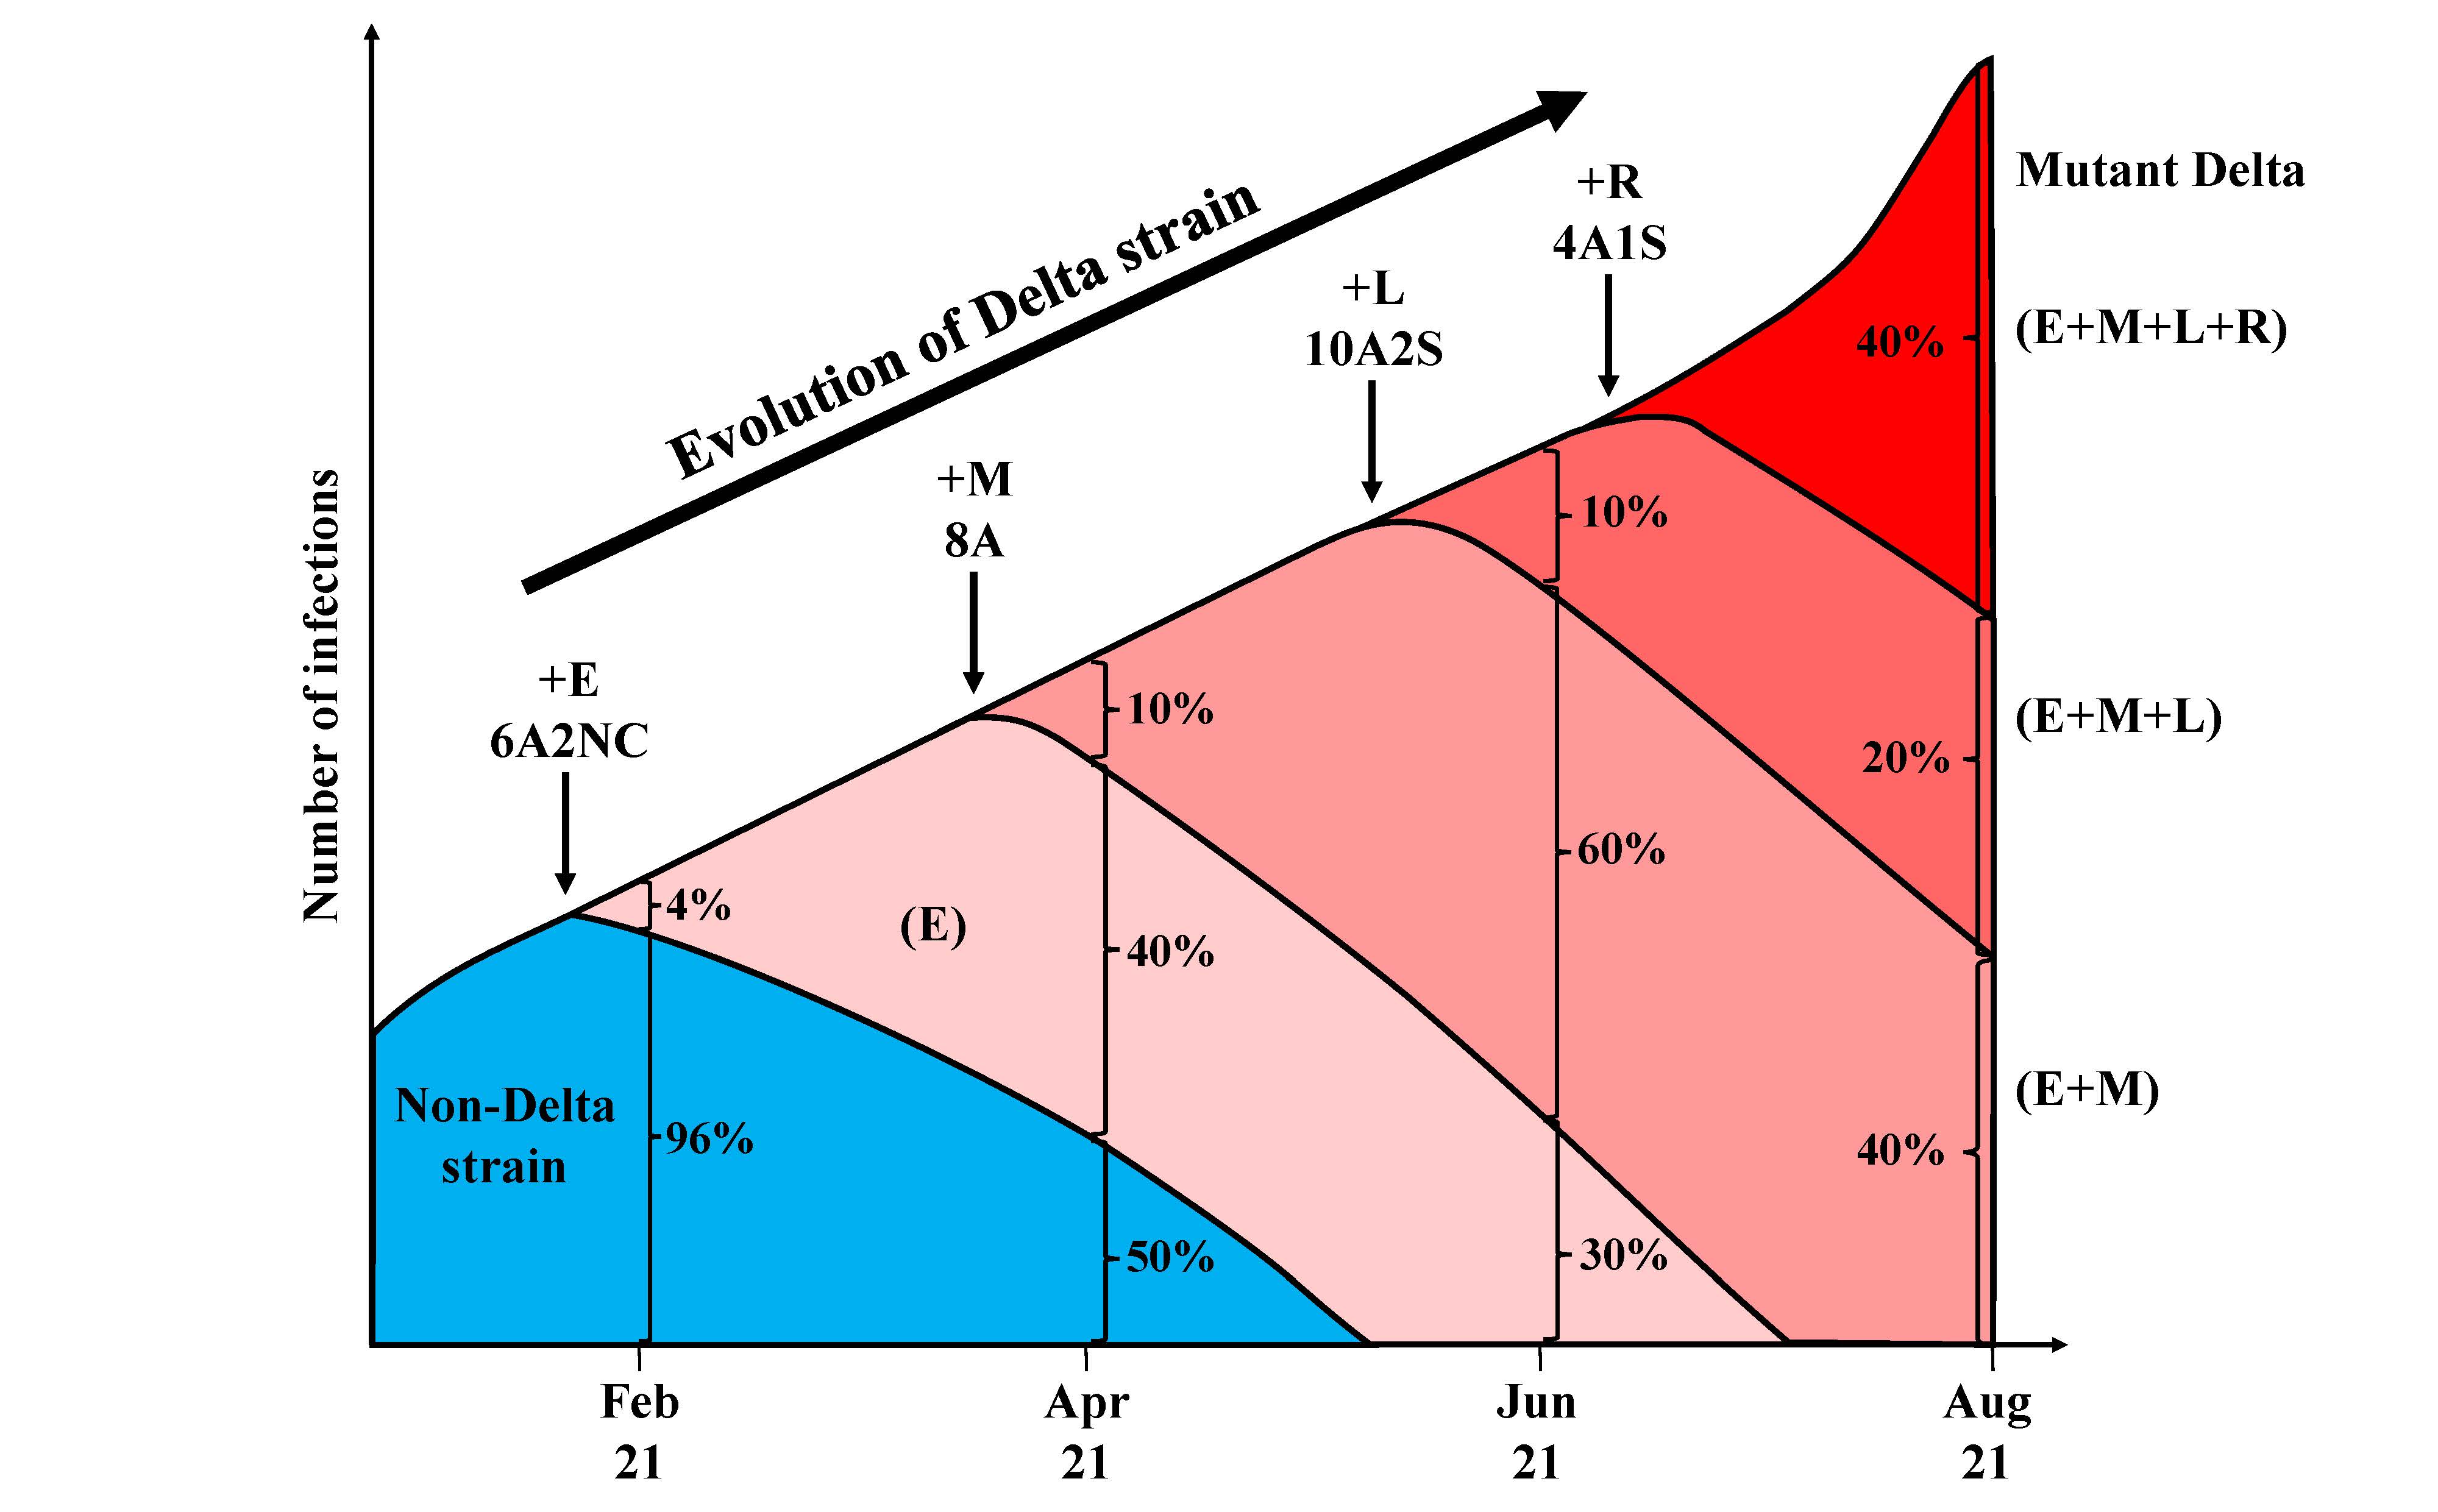 Number of infections
Evolution of Delta strain
+E
6A2NC
+M
8A
+L
10A2S
+R
4A1S
Mutant Delta
(E+M+L+R)
(E+M+L)
(E+M)
(E)
Non-Delta
strain
4%
96%
10%
40%
50%
10%
60%
30%
40%
20%
40%
Feb
21
Apr
21
Jun
21
Aug
21